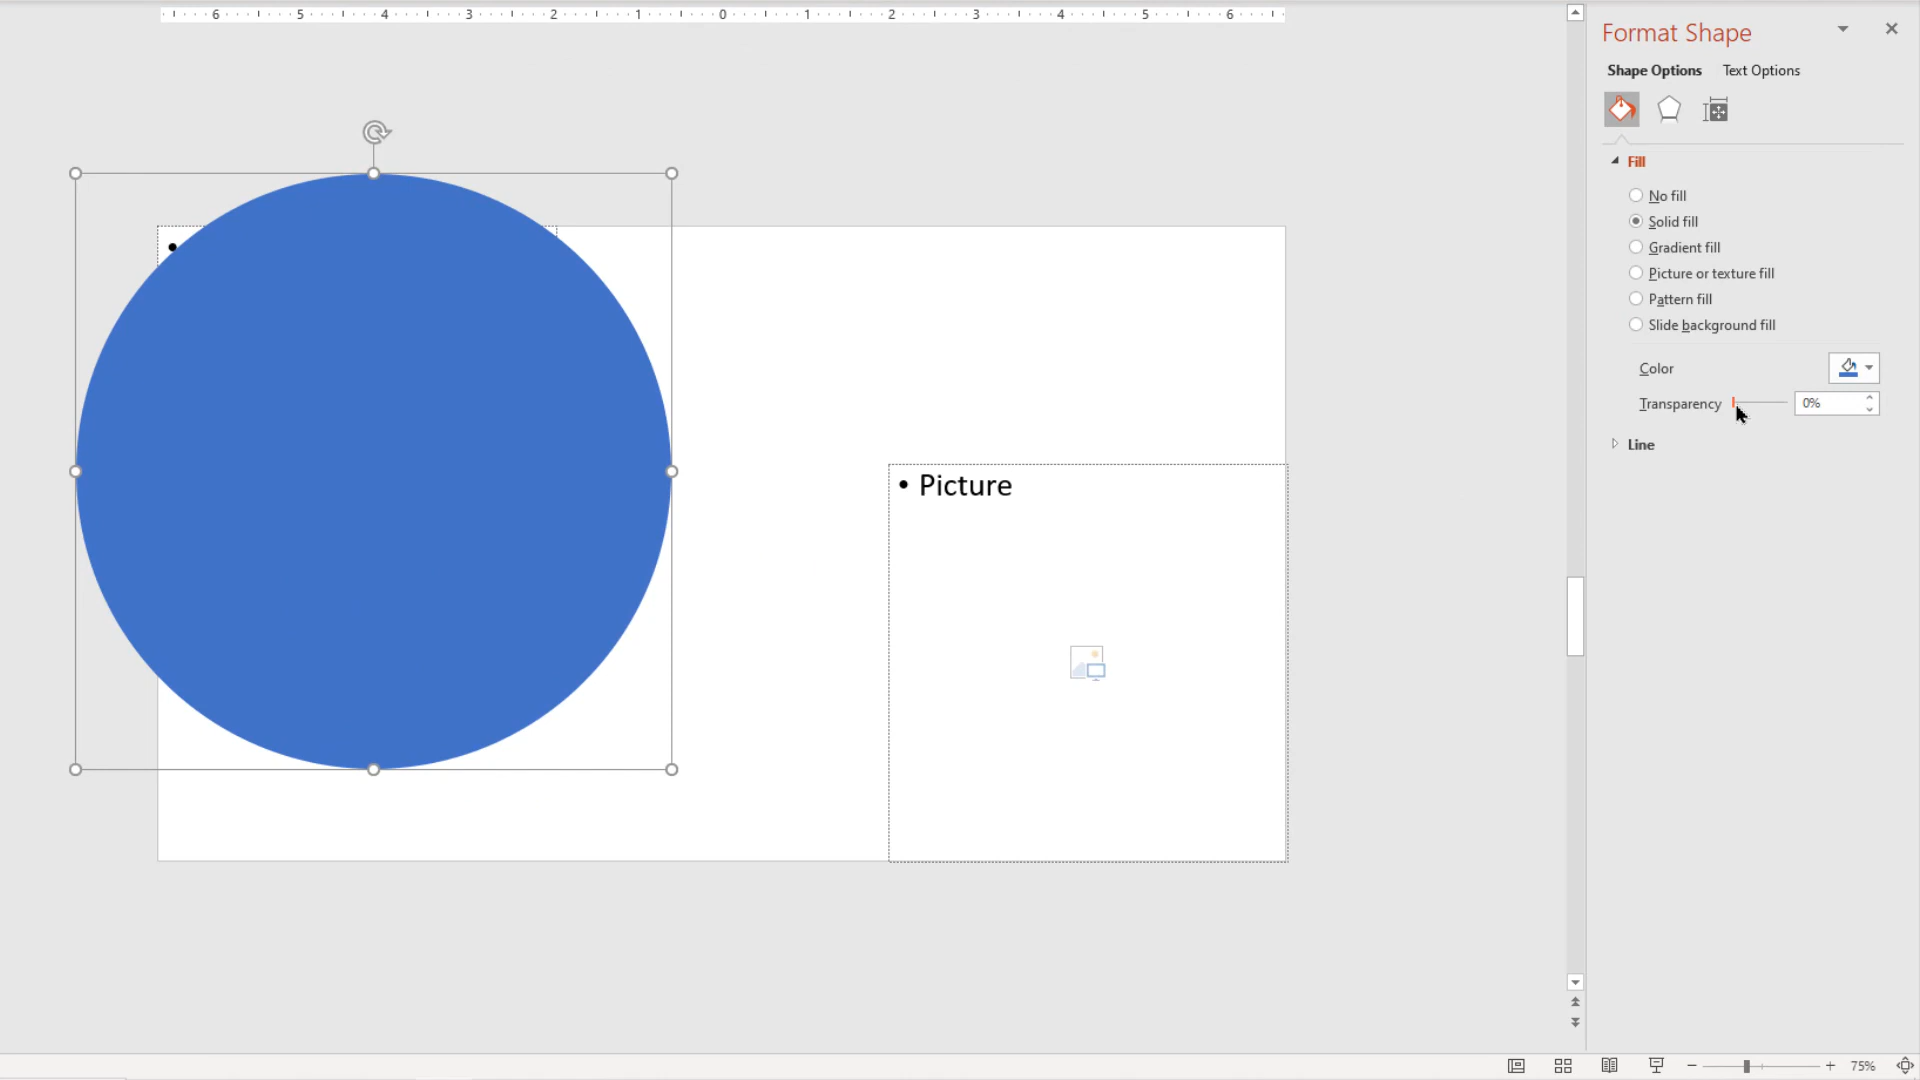 6 5 4 3 2 1 0 1 2 3 4 5 6
Format Shape
Shape Options Text Options
Fill
No fill
Solid fill
Gradient fill
Picture or texture fill
Pattern fill
Slide background fill
Color
Transparency 0%
Line
• Picture
75%